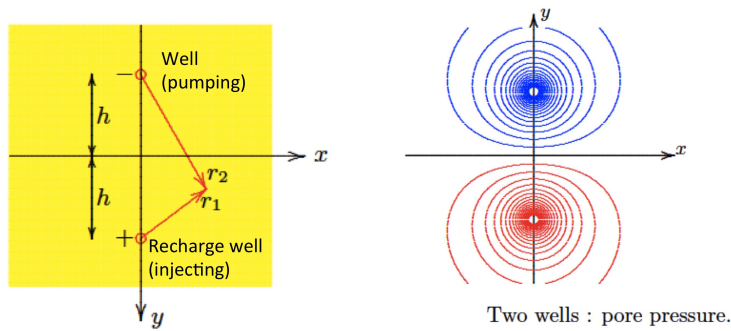 Well
(pumping)
−
h
x
h
r₂
r₁
+
Recharge well
(injecting)
y
y
x
Two wells : pore pressure.